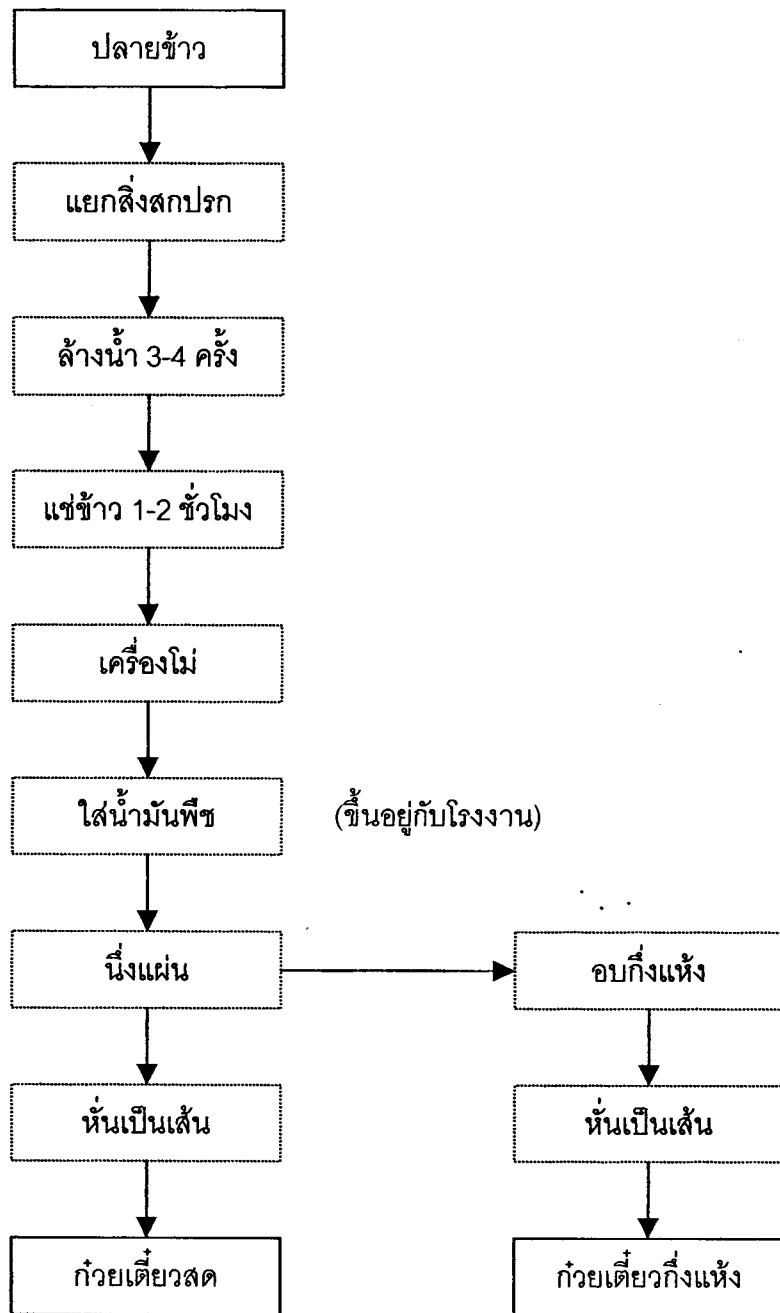 ปลายข้าว
แยกสิ่งสกปรก
ล้างน้ำ 3-4 ครั้ง
แช่ข้าว 1-2 ชั่วโมง
เครื่องโม่
ใส่น้ำมันพืช (ขึ้นอยู่กับโรงงาน)
นึ่งแผ่น อบกึ่งแห้ง
หั่นเป็นเส้น หั่นเป็นเส้น
ก๋วยเตี๋ยวสด ก๋วยเตี๋ยวกึ่งแห้ง